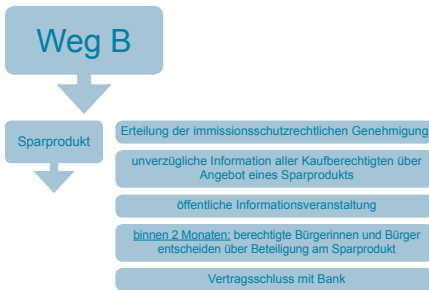 Weg B
Sparprodukt
Erteilung der immissionsschutzrechtlichen Genehmigung
unverzügliche Information aller Kaufberechtigten über
Angebot eines Sparprodukts
öffentliche Informationsveranstaltung
binnen 2 Monaten: berechtigte Bürgerinnen und Bürger
entscheiden über Beteiligung am Sparprodukt
Vertragsschluss mit Bank